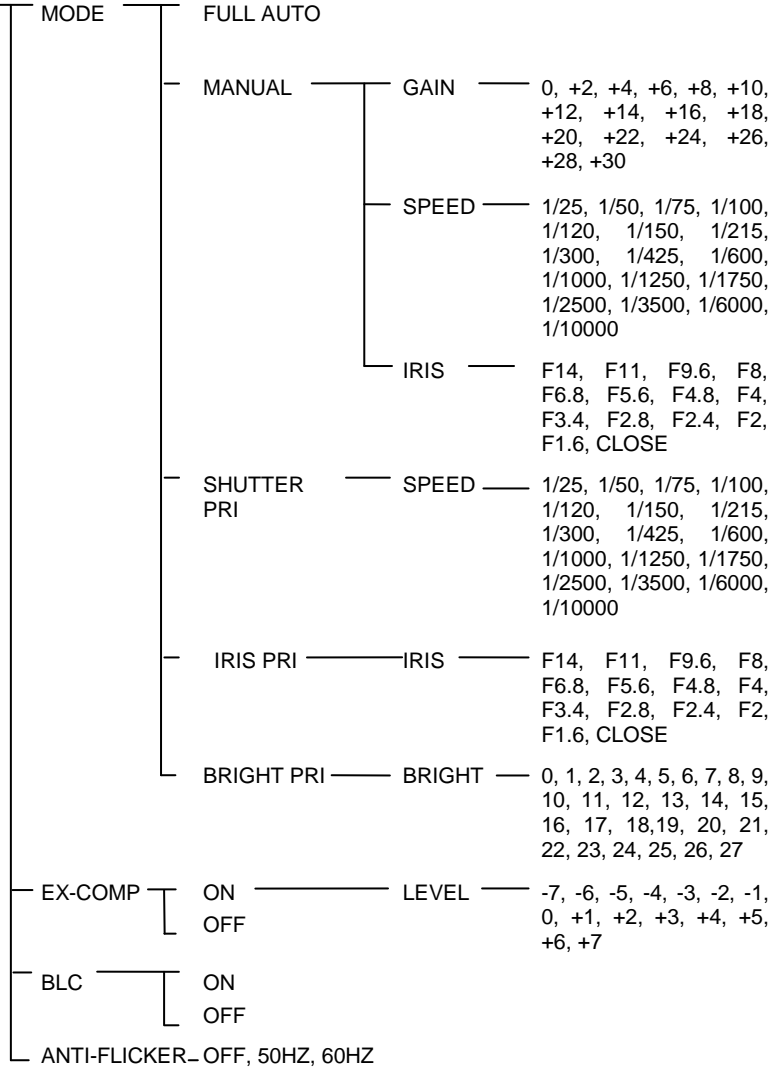 MODE FULL AUTO
MANUAL GAIN 0, +2, +4, +6, +8, +10,
+12, +14, +16, +18,
+20, +22, +24, +26,
+28, +30
SPEED 1/25, 1/50, 1/75, 1/100,
1/120, 1/150, 1/215,
1/300, 1/425, 1/600,
1/1000, 1/1250, 1/1750,
1/2500, 1/3500, 1/6000,
1/10000
IRIS F14, F11, F9.6, F8,
F6.8, F5.6, F4.8, F4,
F3.4, F2.8, F2.4, F2,
F1.6, CLOSE
SHUTTER SPEED 1/25, 1/50, 1/75, 1/100,
PRI 1/120, 1/150, 1/215,
1/300, 1/425, 1/600,
1/1000, 1/1250, 1/1750,
1/2500, 1/3500, 1/6000,
1/10000
IRIS PRI IRIS F14, F11, F9.6, F8,
F6.8, F5.6, F4.8, F4,
F3.4, F2.8, F2.4, F2,
F1.6, CLOSE
BRIGHT PRI BRIGHT 0, 1, 2, 3, 4, 5, 6, 7, 8, 9,
10, 11, 12, 13, 14, 15,
16, 17, 18,19, 20, 21,
22, 23, 24, 25, 26, 27
EX-COMP ON LEVEL -7, -6, -5, -4, -3, -2, -1,
OFF 0, +1, +2, +3, +4, +5,
+6, +7
BLC ON
OFF
ANTI-FLICKER OFF, 50HZ, 60HZ